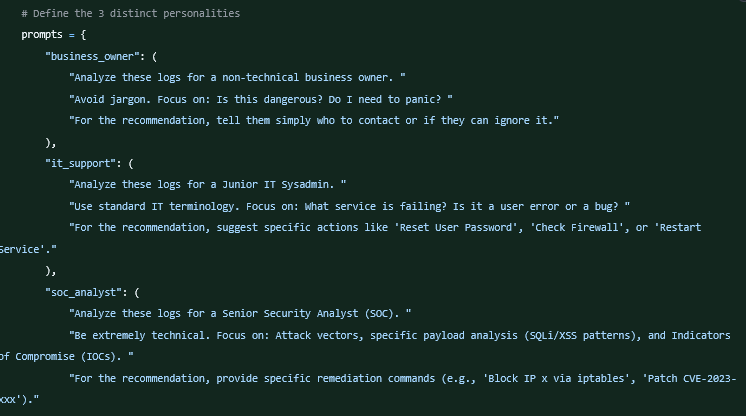 # Define the 3 distinct personalities
prompts = {
"business_owner": (
"Analyze these logs for a non-technical business owner. "
"Avoid jargon. Focus on: Is this dangerous? Do I need to panic? "
"For the recommendation, tell them simply who to contact or if they can ignore it."
),
"it_support": (
"Analyze these logs for a Junior IT Sysadmin. "
"Use standard IT terminology. Focus on: What service is failing? Is it a user error or a bug? "
"For the recommendation, suggest specific actions like 'Reset User Password', 'Check Firewall', or 'Restart
Service'."
),
"soc_analyst": (
"Analyze these logs for a Senior Security Analyst (SOC). "
"Be extremely technical. Focus on: Attack vectors, specific payload analysis (SQLi/XSS patterns), and Indicators
of Compromise (IOCs). "
"For the recommendation, provide specific remediation commands (e.g., 'Block IP x via iptables', 'Patch CVE-2023-
xxx')."